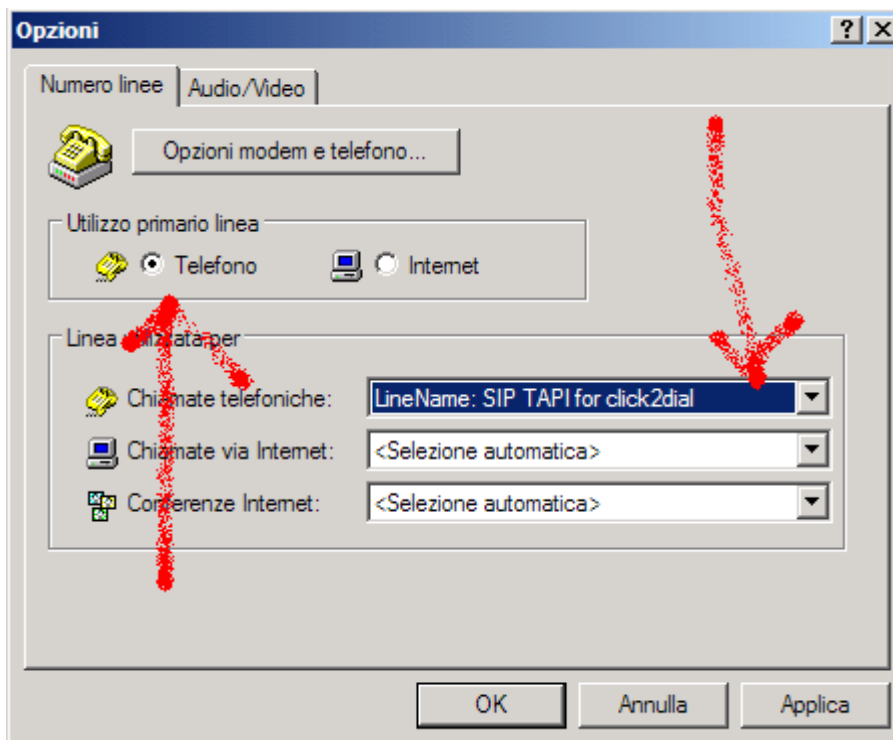 Opzioni
Numero linee Audio/Video
Opzioni modem e telefono...
Utilizzo primario linea
Telefono Internet
Linea utilizzata per
Chiamate telefoniche: LineName: SIP TAPI for click2dial
Chiamate via Internet: <Selezione automatica>
Conferenze Internet: <Selezione automatica>
OK Annulla Applica